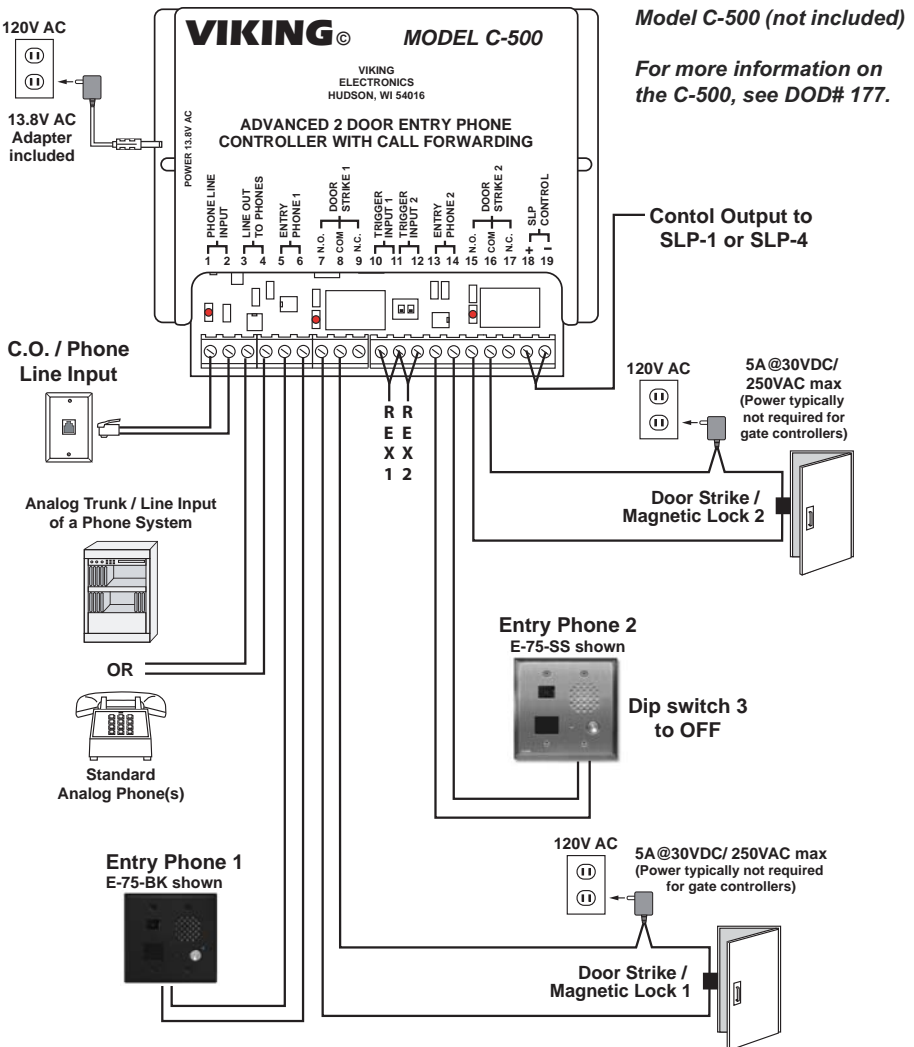 Model C-500 (not included)
For more information on
the C-500, see DOD# 177.
120V AC
13.8V AC
Adapter
included
VIKING©
MODEL C-500
VIKING
ELECTRONICS
HUDSON, WI 54016
ADVANCED 2 DOOR ENTRY PHONE
CONTROLLER WITH CALL FORWARDING
POWER 13.8V AC
PHONE LINE
INPUT
LINE OUT
TO PHONES
ENTRY
PHONE 1
DOOR
STRIKE 1
N.O.
COM
N.C.
TRIGGER
INPUT 1
TRIGGER
INPUT 2
ENTRY
PHONE 2
DOOR
STRIKE 2
N.O.
COM
N.C.
SLP
CONTROL
+
–
1 2 3 4 5 6 7 8 9 10 11 12 13 14 15 16 17 18 19
Contol Output to
SLP-1 or SLP-4
C.O. / Phone
Line Input
REX1
REX2
120V AC
5A@30VDC/
250VAC max
(Power typically
not required for
gate controllers)
Door Strike /
Magnetic Lock 2
Analog Trunk / Line Input
of a Phone System
OR
Standard
Analog Phone(s)
Entry Phone 2
E-75-SS shown
Dip switch 3
to OFF
Entry Phone 1
E-75-BK shown
120V AC
5A@30VDC/ 250VAC max
(Power typically not required
for gate controllers)
Door Strike /
Magnetic Lock 1